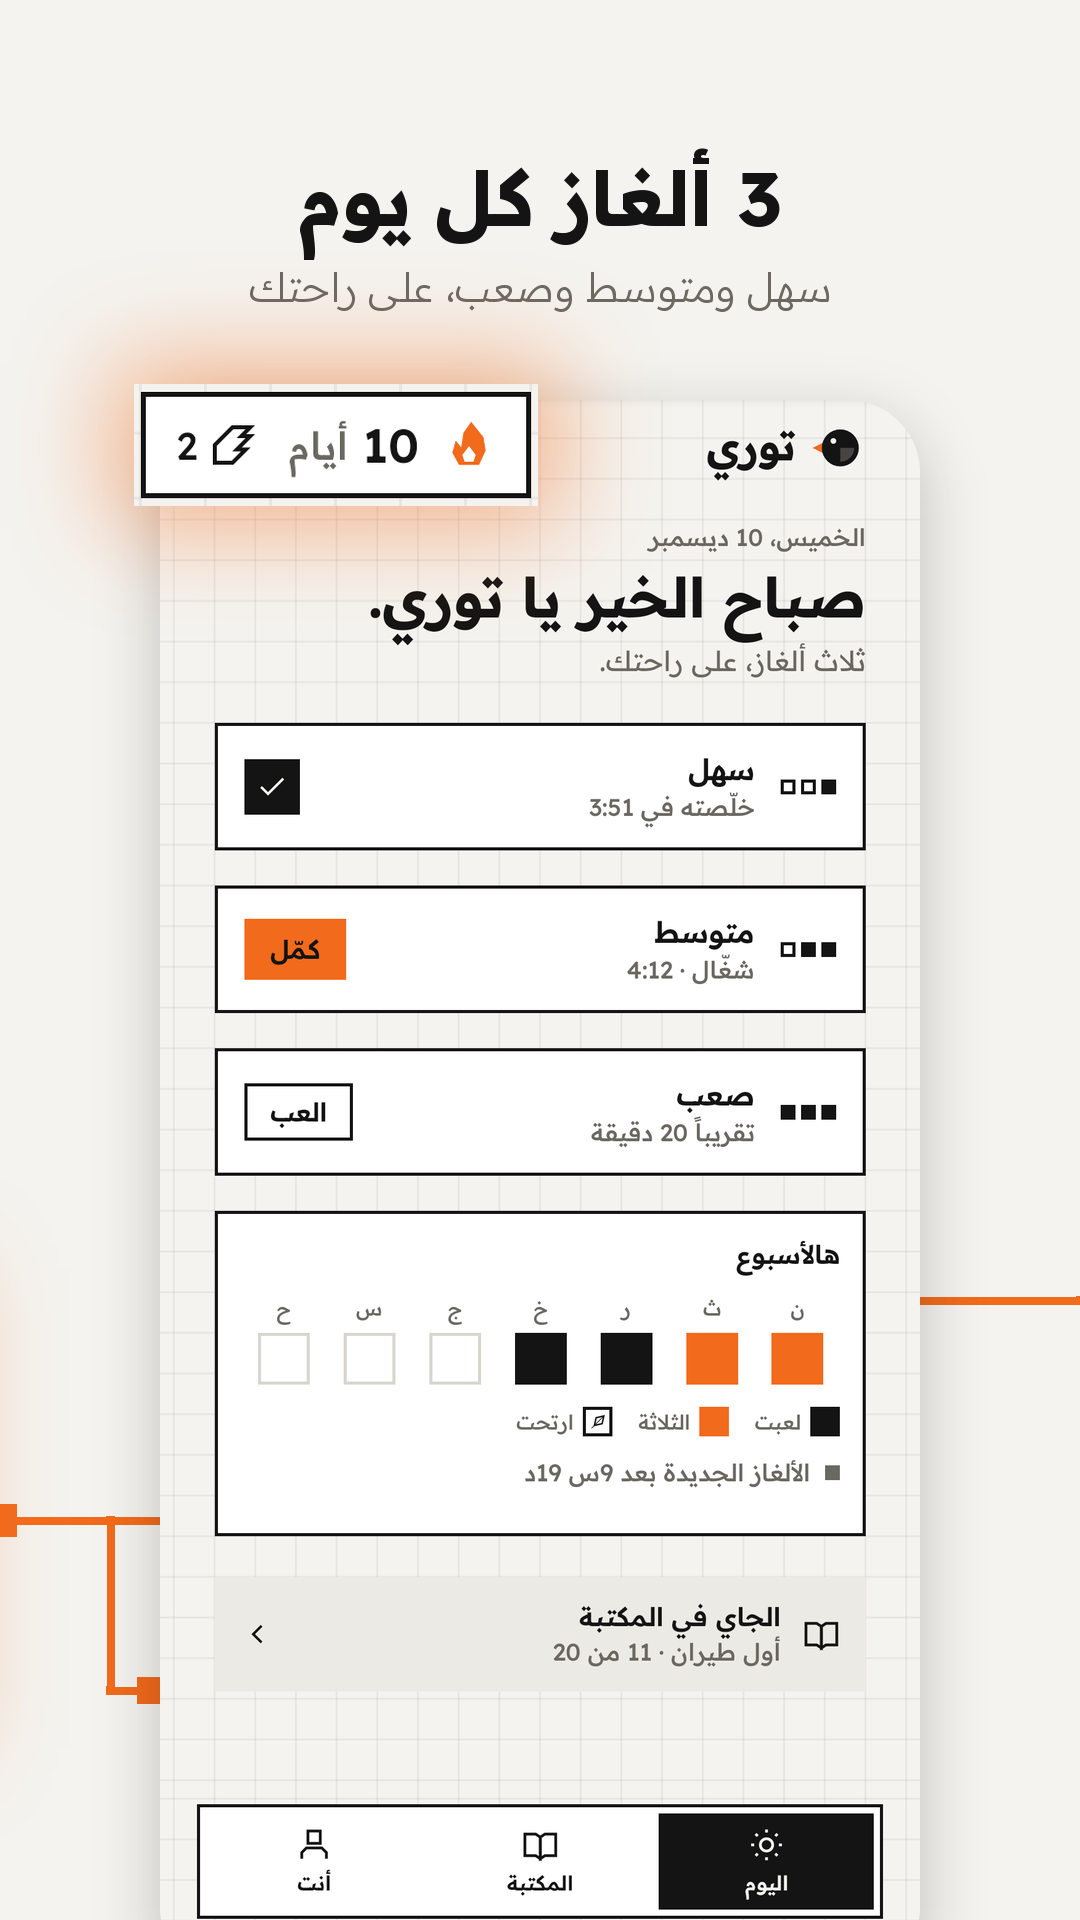 3 ألغاز كل يوم
سهل ومتوسط وصعب، على راحتك
توري
10 أيام 2
الخميس، 10 ديسمبر
صباح الخير يا توري.
ثلاث ألغاز، على راحتك.
سهل
خلّصته في 3:51
متوسط
شغّال · 4:12
كمّل
صعب
تقريباً 20 دقيقة
العب
هالأسبوع
ن ث ر خ ج س ح
لعبت الثلاثة ارتحت
الألغاز الجديدة بعد 9س 19د
الجاي في المكتبة
أول طيران · 11 من 20
اليوم المكتبة أنت